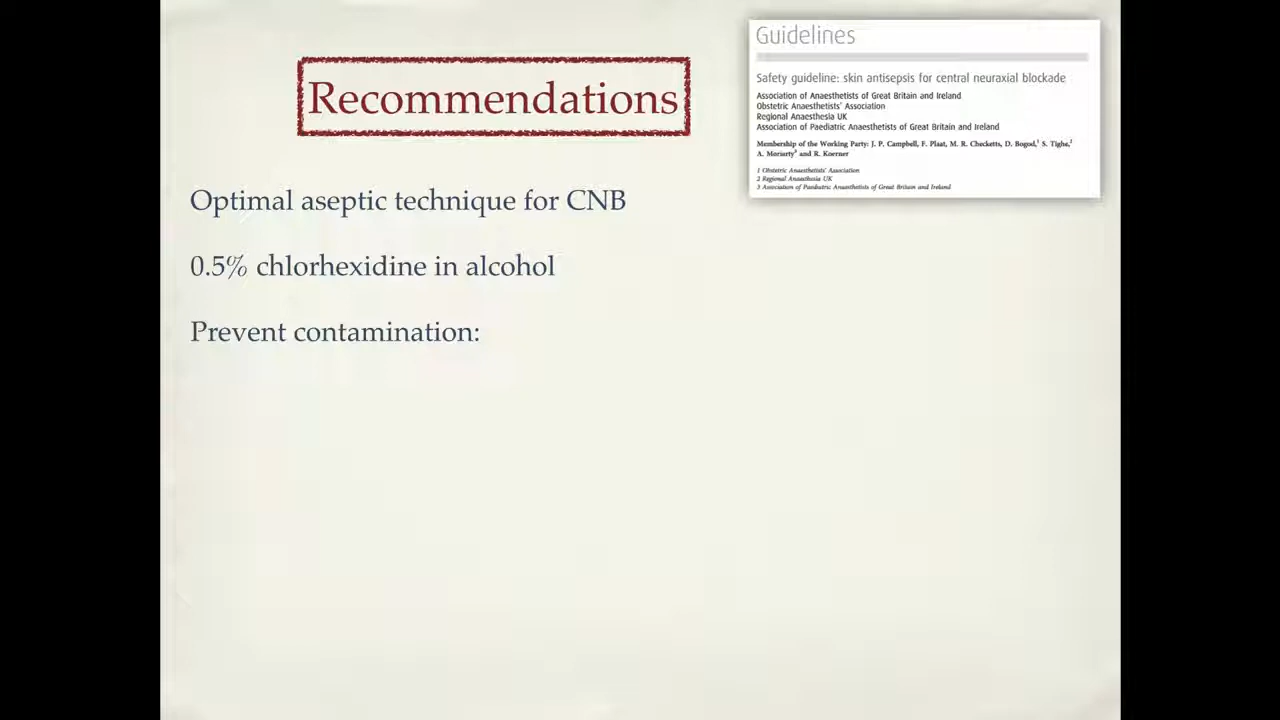 Recommendations
Optimal aseptic technique for CNB
0.5% chlorhexidine in alcohol
Prevent contamination:
Guidelines
Safety guideline: skin antisepsis for central neuraxial blockade
Association of Anaesthetists of Great Britain and Ireland
Obstetric Anaesthetists' Association
Regional Anaesthesia UK
Association of Paediatric Anaesthetists of Great Britain and Ireland
Membership of the Working Party: J. P. Campbell, F. Plaat, M. R. Checketts, D. Bogod,¹ S. Tighe,²
A. Moriarty³ and R. Koerner
1 Obstetric Anaesthetists' Association
2 Regional Anaesthesia UK
3 Association of Paediatric Anaesthetists of Great Britain and Ireland